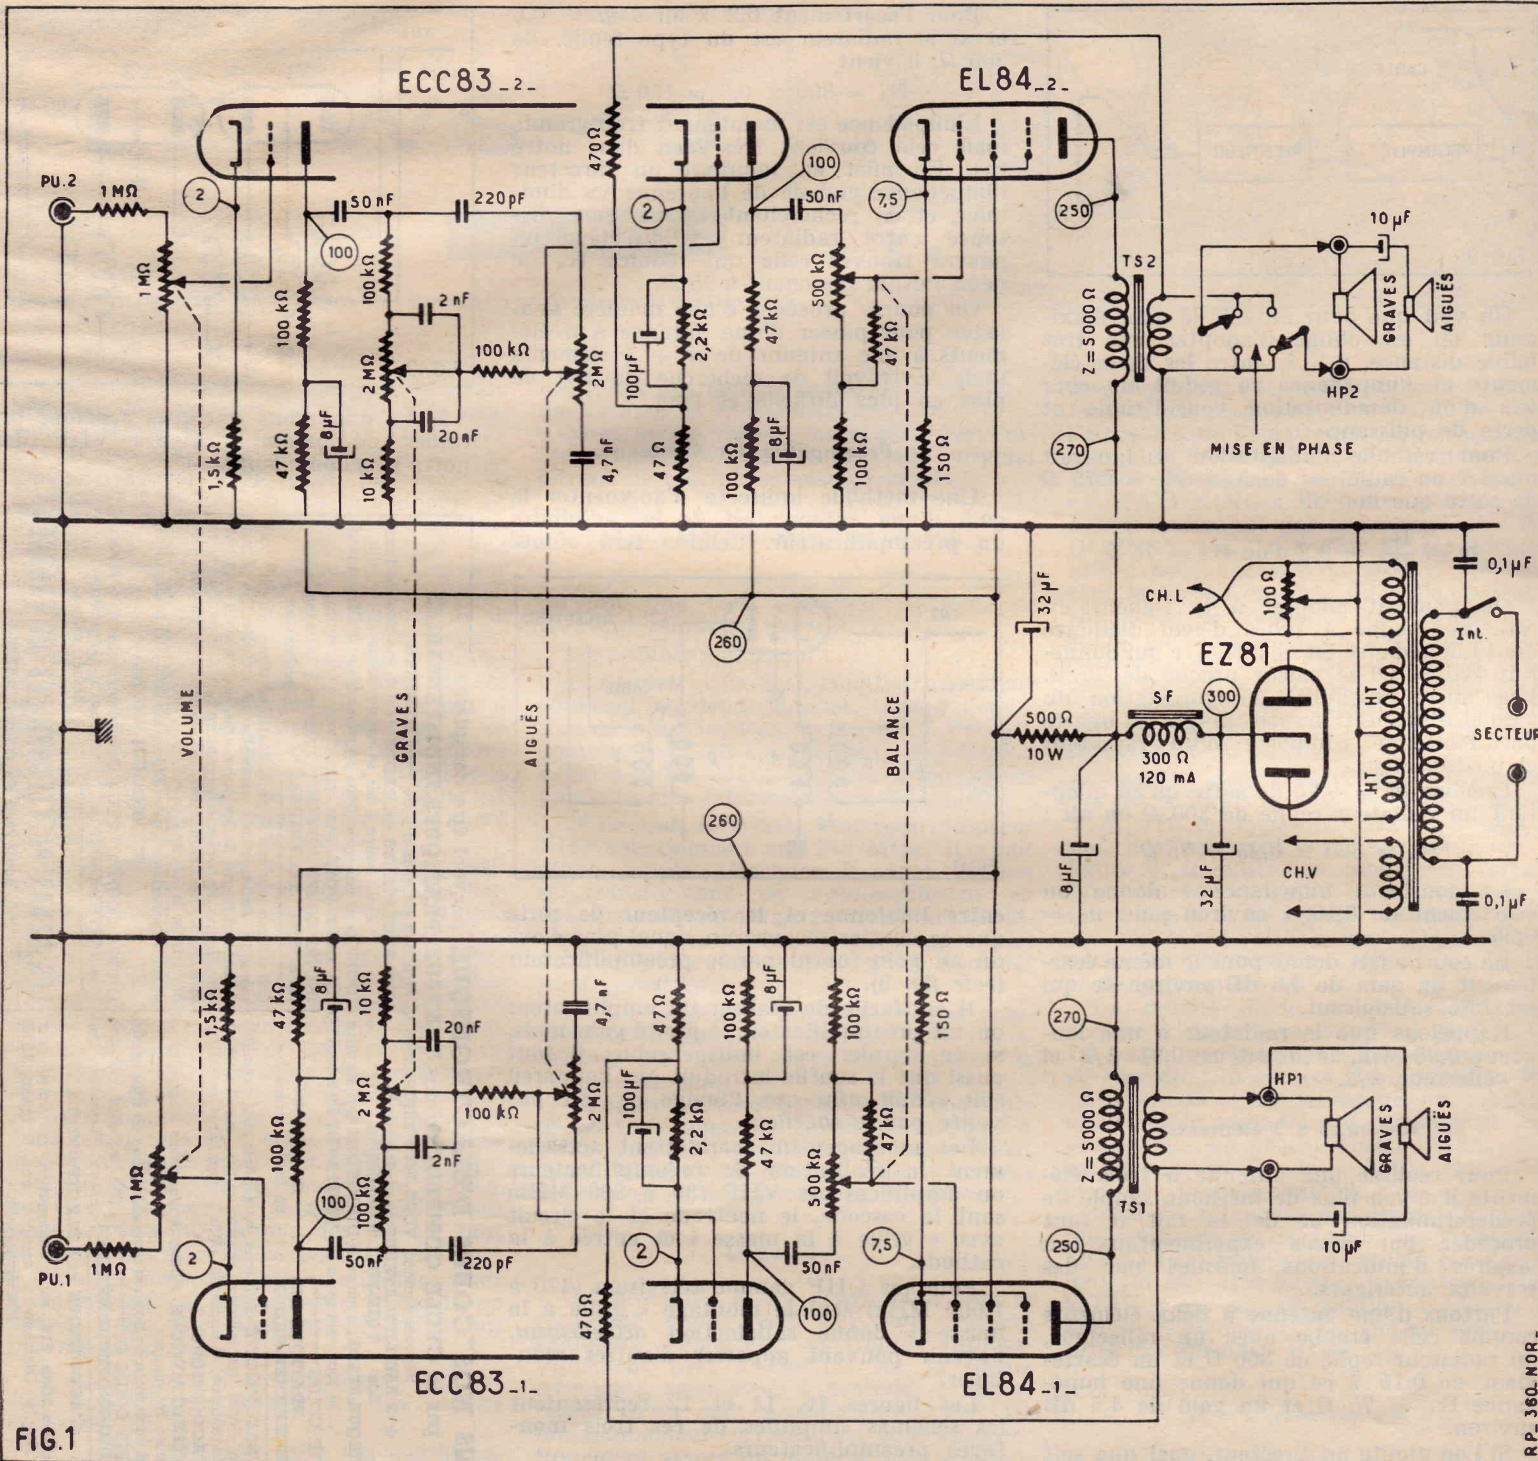 ECC83_2_
EL84_2_
PU.2
1MΩ
2
50nF
220pF
470Ω
2
100
50nF
7,5
250
10µF
1MΩ
100
100kΩ
100kΩ
2nF
2MΩ
100kΩ
2MΩ
100µF
2,2kΩ
47kΩ
500kΩ
47kΩ
Z=5000Ω
TS2
GRAVES
AIGUËS
HP2
1,5kΩ
47kΩ
8µF
10kΩ
20nF
4,7nF
47Ω
100kΩ
8µF
100kΩ
150Ω
270
MISE EN PHASE
260
32µF
CH.L
100Ω
0,1µF
Int.
EZ81
VOLUME
GRAVES
AIGUËS
BALANCE
500Ω
10W
SF
300
300Ω
120mA
HT
HT
SECTEUR
260
8µF
32µF
CH.V
0,1µF
1,5kΩ
47kΩ
8µF
10kΩ
20nF
4,7nF
47Ω
100kΩ
8µF
100kΩ
150Ω
270
1MΩ
100kΩ
2MΩ
2nF
100kΩ
100kΩ
2MΩ
100µF
2,2kΩ
47kΩ
500kΩ
47kΩ
Z=5000Ω
TS1
HP1
GRAVES
AIGUËS
10µF
PU.1
1MΩ
2
100
50nF
220pF
470Ω
2
100
50nF
7,5
250
ECC83_1_
EL84_1_
FIG.1
RP_360_NOR_